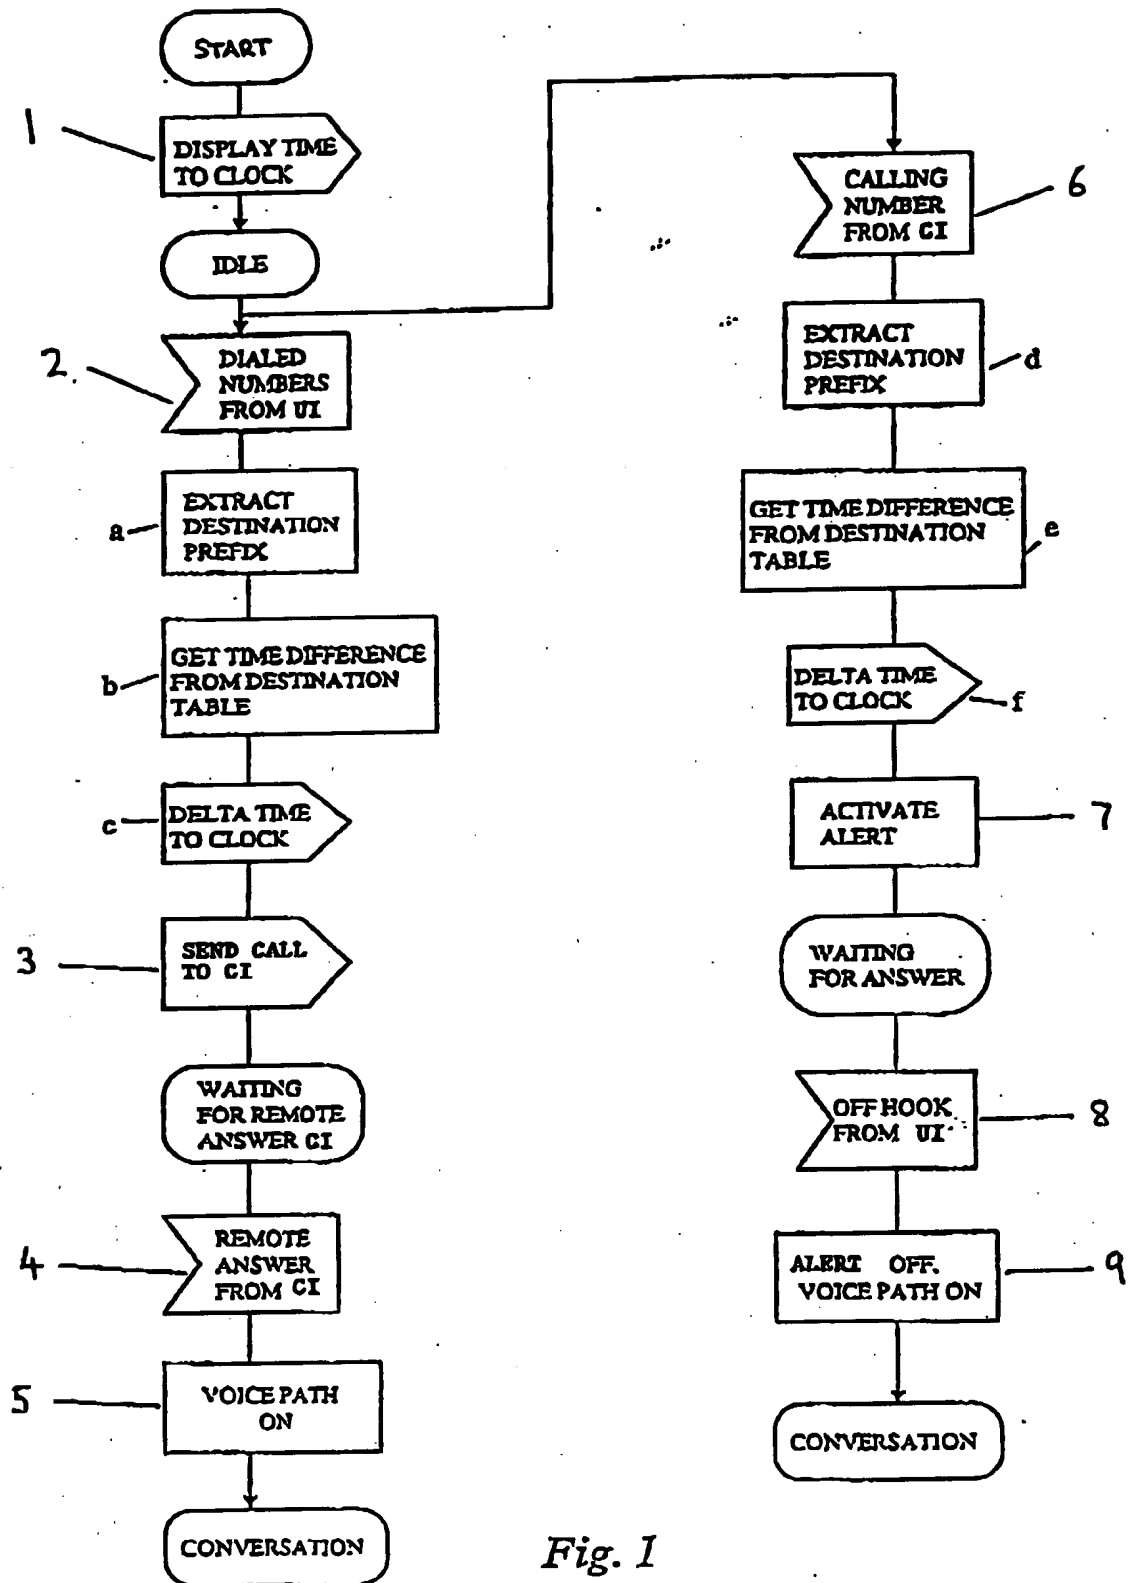 START
1
DISPLAY TIME
TO CLOCK
IDLE
2.
DIALED
NUMBERS
FROM UI
a
EXTRACT
DESTINATION
PREFIX
b
GET TIME DIFFERENCE
FROM DESTINATION
TABLE
c
DELTA TIME
TO CLOCK
3
SEND CALL
TO CI
WAITING
FOR REMOTE
ANSWER CI
4
REMOTE
ANSWER
FROM CI
5
VOICE PATH
ON
CONVERSATION
CALLING
NUMBER
FROM CI
6
EXTRACT
DESTINATION
PREFIX
d
GET TIME DIFFERENCE
FROM DESTINATION
TABLE
e
DELTA TIME
TO CLOCK
f
ACTIVATE
ALERT
7
WAITING
FOR ANSWER
OFF HOOK
FROM UI
8
ALERT OFF.
VOICE PATH ON
9
CONVERSATION
Fig. 1